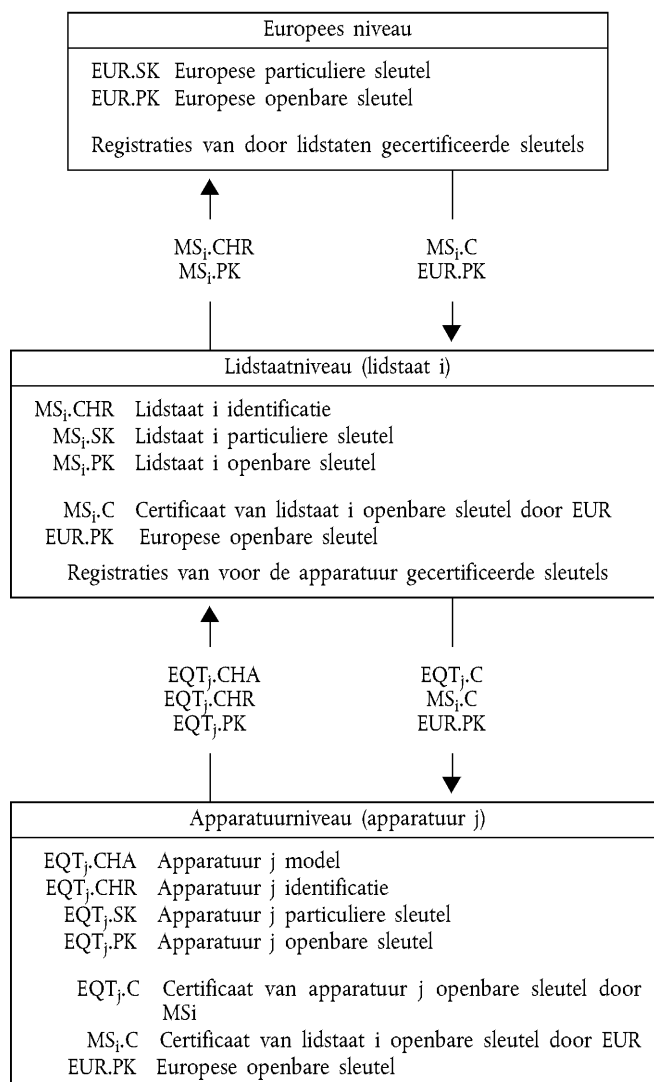 Europees niveau
EUR.SK Europese particuliere sleutel
EUR.PK Europese openbare sleutel
Registraties van door lidstaten gecertificeerde sleutels
MSi.CHR
MSi.PK
MSi.C
EUR.PK
Lidstaatniveau (lidstaat i)
MSi.CHR Lidstaat i identificatie
MSi.SK Lidstaat i particuliere sleutel
MSi.PK Lidstaat i openbare sleutel
MSi.C Certificaat van lidstaat i openbare sleutel door EUR
EUR.PK Europese openbare sleutel
Registraties van voor de apparatuur gecertificeerde sleutels
EQTj.CHA
EQTj.CHR
EQTj.PK
EQTj.C
MSi.C
EUR.PK
Apparatuurniveau (apparatuur j)
EQTj.CHA Apparatuur j model
EQTj.CHR Apparatuur j identificatie
EQTj.SK Apparatuur j particuliere sleutel
EQTj.PK Apparatuur j openbare sleutel
EQTj.C Certificaat van apparatuur j openbare sleutel door
MSi
MSi.C Certificaat van lidstaat i openbare sleutel door EUR
EUR.PK Europese openbare sleutel